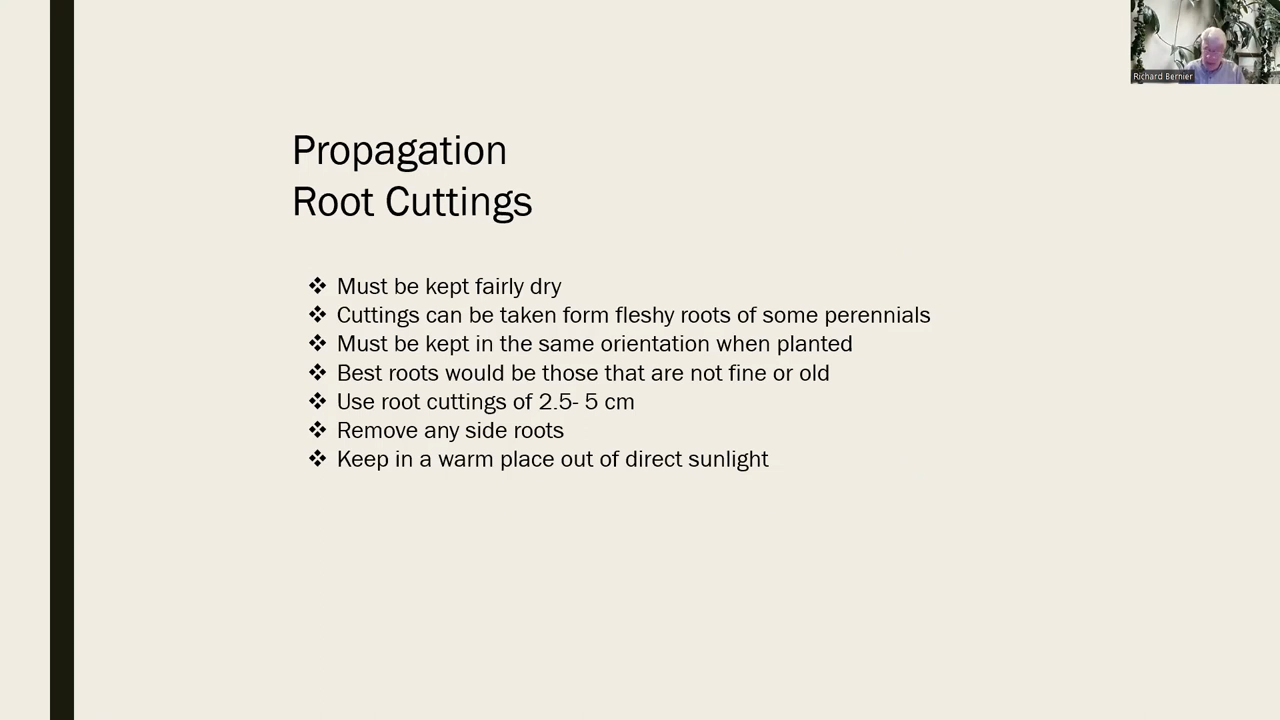 Richard Bernier
Propagation
Root Cuttings
❖ Must be kept fairly dry
❖ Cuttings can be taken form fleshy roots of some perennials
❖ Must be kept in the same orientation when planted
❖ Best roots would be those that are not fine or old
❖ Use root cuttings of 2.5- 5 cm
❖ Remove any side roots
❖ Keep in a warm place out of direct sunlight